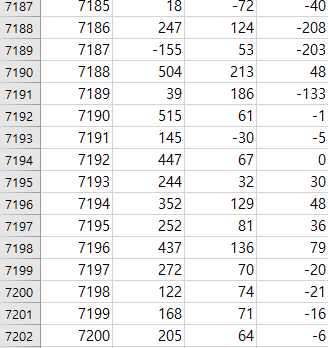 7187 7185 18 -72 -40
7188 7186 247 124 -208
7189 7187 -155 53 -203
7190 7188 504 213 48
7191 7189 39 186 -133
7192 7190 515 61 -1
7193 7191 145 -30 -5
7194 7192 447 67 0
7195 7193 244 32 30
7196 7194 352 129 48
7197 7195 252 81 36
7198 7196 437 136 79
7199 7197 272 70 -20
7200 7198 122 74 -21
7201 7199 168 71 -16
7202 7200 205 64 -6